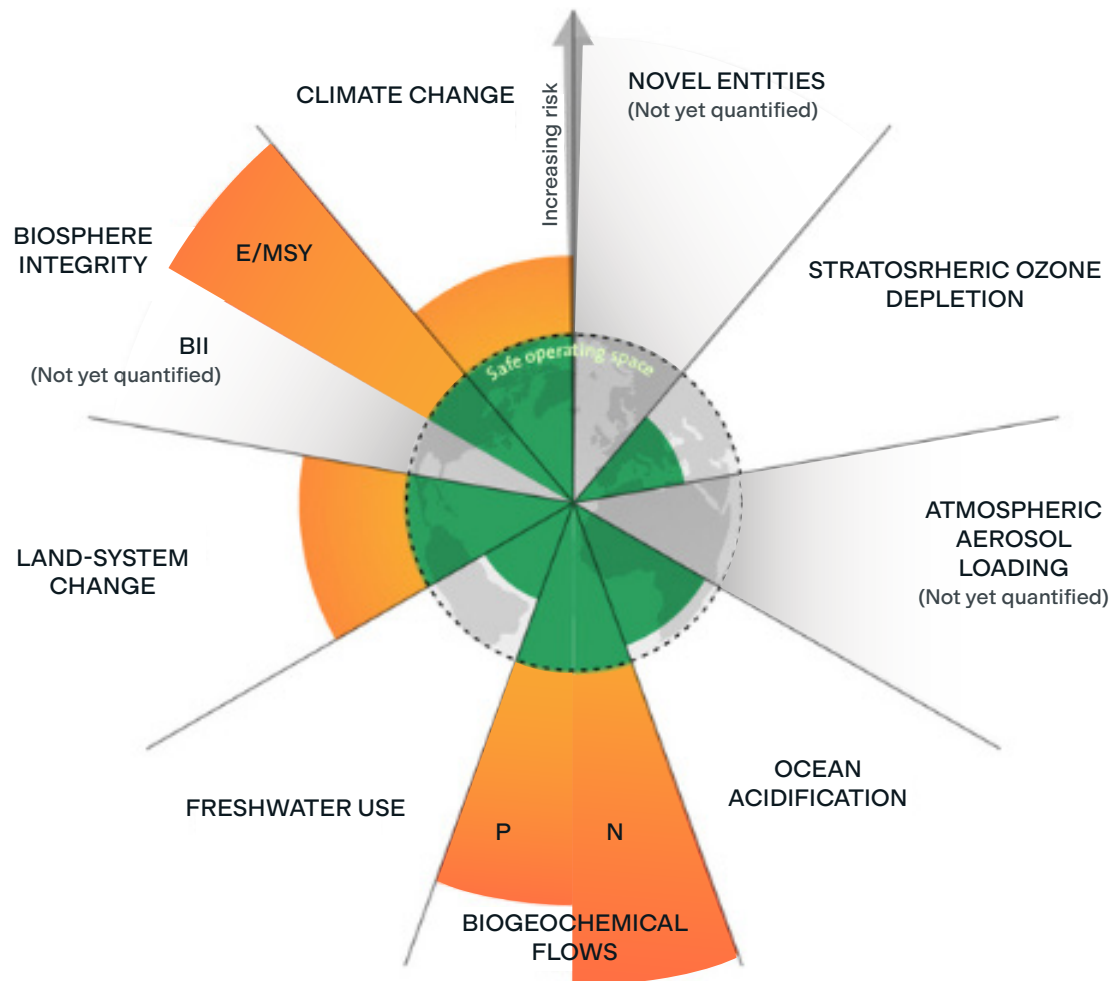 CLIMATE CHANGE
Increasing risk
NOVEL ENTITIES
(Not yet quantified)
BIOSPHERE
INTEGRITY
E/MSY
STRATOSRHERIC OZONE
DEPLETION
BII
(Not yet quantified)
Safe operating space
ATMOSPHERIC
AEROSOL
LOADING
(Not yet quantified)
LAND-SYSTEM
CHANGE
OCEAN
ACIDIFICATION
FRESHWATER USE
P
N
BIOGEOCHEMICAL
FLOWS